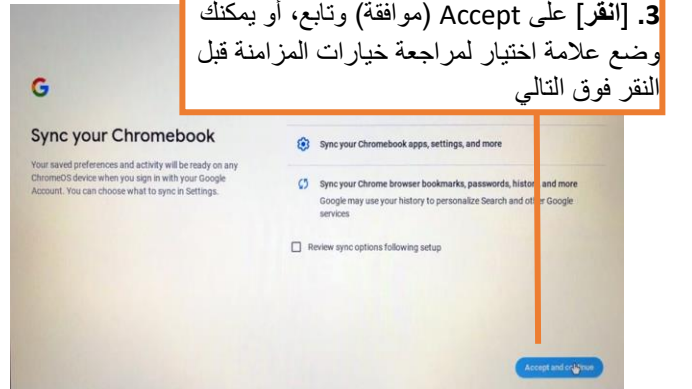 3. [انقر] على Accept (موافقة) وتابع، أو يمكنك
وضع علامة اختيار لمراجعة خيارات المزامنة قبل
النقر فوق التالي
G
Sync your Chromebook
Your saved preferences and activity will be ready on any
ChromeOS device when you sign in with your Google
Account. You can choose what to sync in Settings.
Sync your Chromebook apps, settings, and more
Sync your Chrome browser bookmarks, passwords, history and more
Google may use your history to personalize Search and other Google
services
Review sync options following setup
Accept and continue